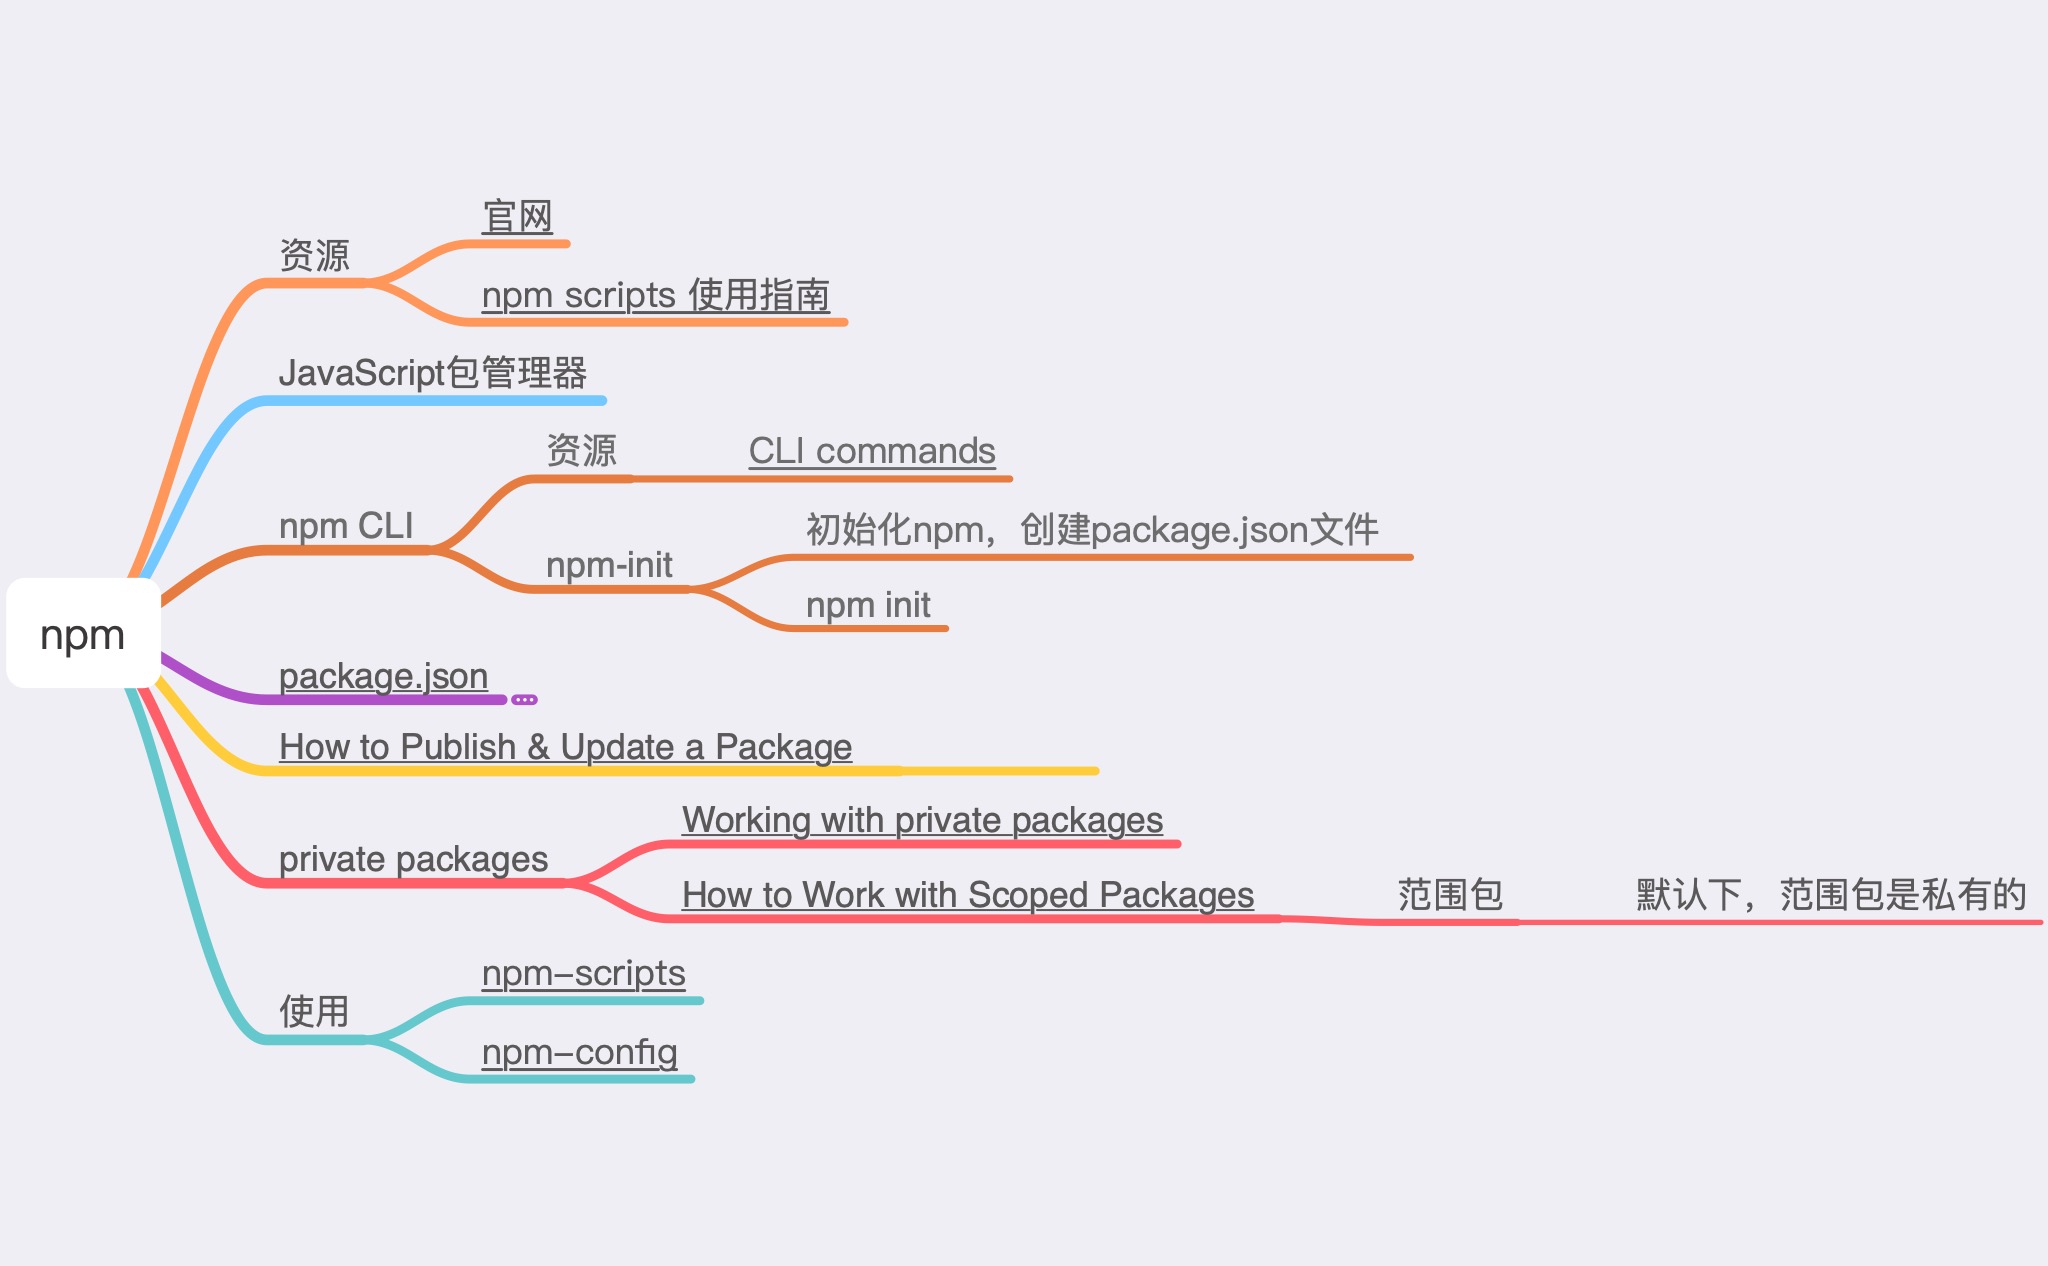 官网
资源
npm scripts 使用指南
JavaScript包管理器
资源
CLI commands
npm CLI
初始化npm，创建package.json文件
npm-init
npm init
npm
package.json
How to Publish & Update a Package
Working with private packages
private packages
How to Work with Scoped Packages
范围包
默认下，范围包是私有的
npm–scripts
使用
npm–config